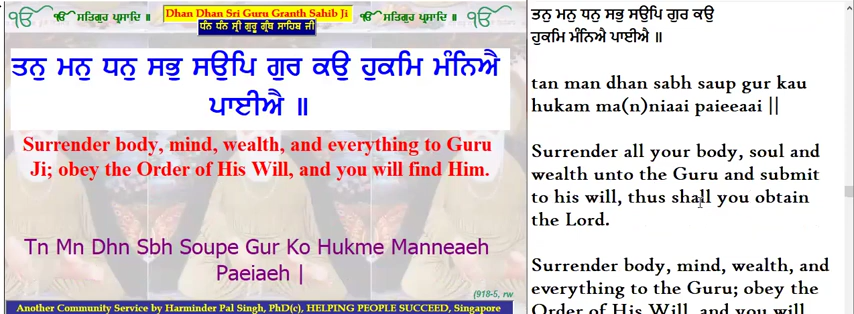 ੴ ੴ ਸਤਿਗੁਰ ਪ੍ਰਸਾਦਿ ॥ Dhan Dhan Sri Guru Granth Sahib Ji ੴ ਸਤਿਗੁਰ ਪ੍ਰਸਾਦਿ ॥ ੴ
ਧੰਨ ਧੰਨ ਸ੍ਰੀ ਗੁਰੂ ਗ੍ਰੰਥ ਸਾਹਿਬ ਜੀ
ਤਨੁ ਮਨੁ ਧਨੁ ਸਭੁ ਸਉਪਿ ਗੁਰ ਕਉ ਹੁਕਮਿ ਮੰਨਿਐ
ਪਾਈਐ ॥
Surrender body, mind, wealth, and everything to Guru
Ji; obey the Order of His Will, and you will find Him.
Tn Mn Dhn Sbh Soupe Gur Ko Hukme Manneaeh
Paeiaeh |
(918-5, rw
Another Community Service by Harminder Pal Singh, PhD(c), HELPING PEOPLE SUCCEED, Singapore
ਤਨੁ ਮਨੁ ਧਨੁ ਸਭੁ ਸਉਪਿ ਗੁਰ ਕਉ
ਹੁਕਮਿ ਮੰਨਿਐ ਪਾਈਐ ॥
tan man dhan sabh saup gur kau
hukam ma(n)niaai paieeaai ||
Surrender all your body, soul and
wealth unto the Guru and submit
to his will, thus shall you obtain
the Lord.
Surrender body, mind, wealth, and
everything to the Guru; obey the
Order of His Will, and you will